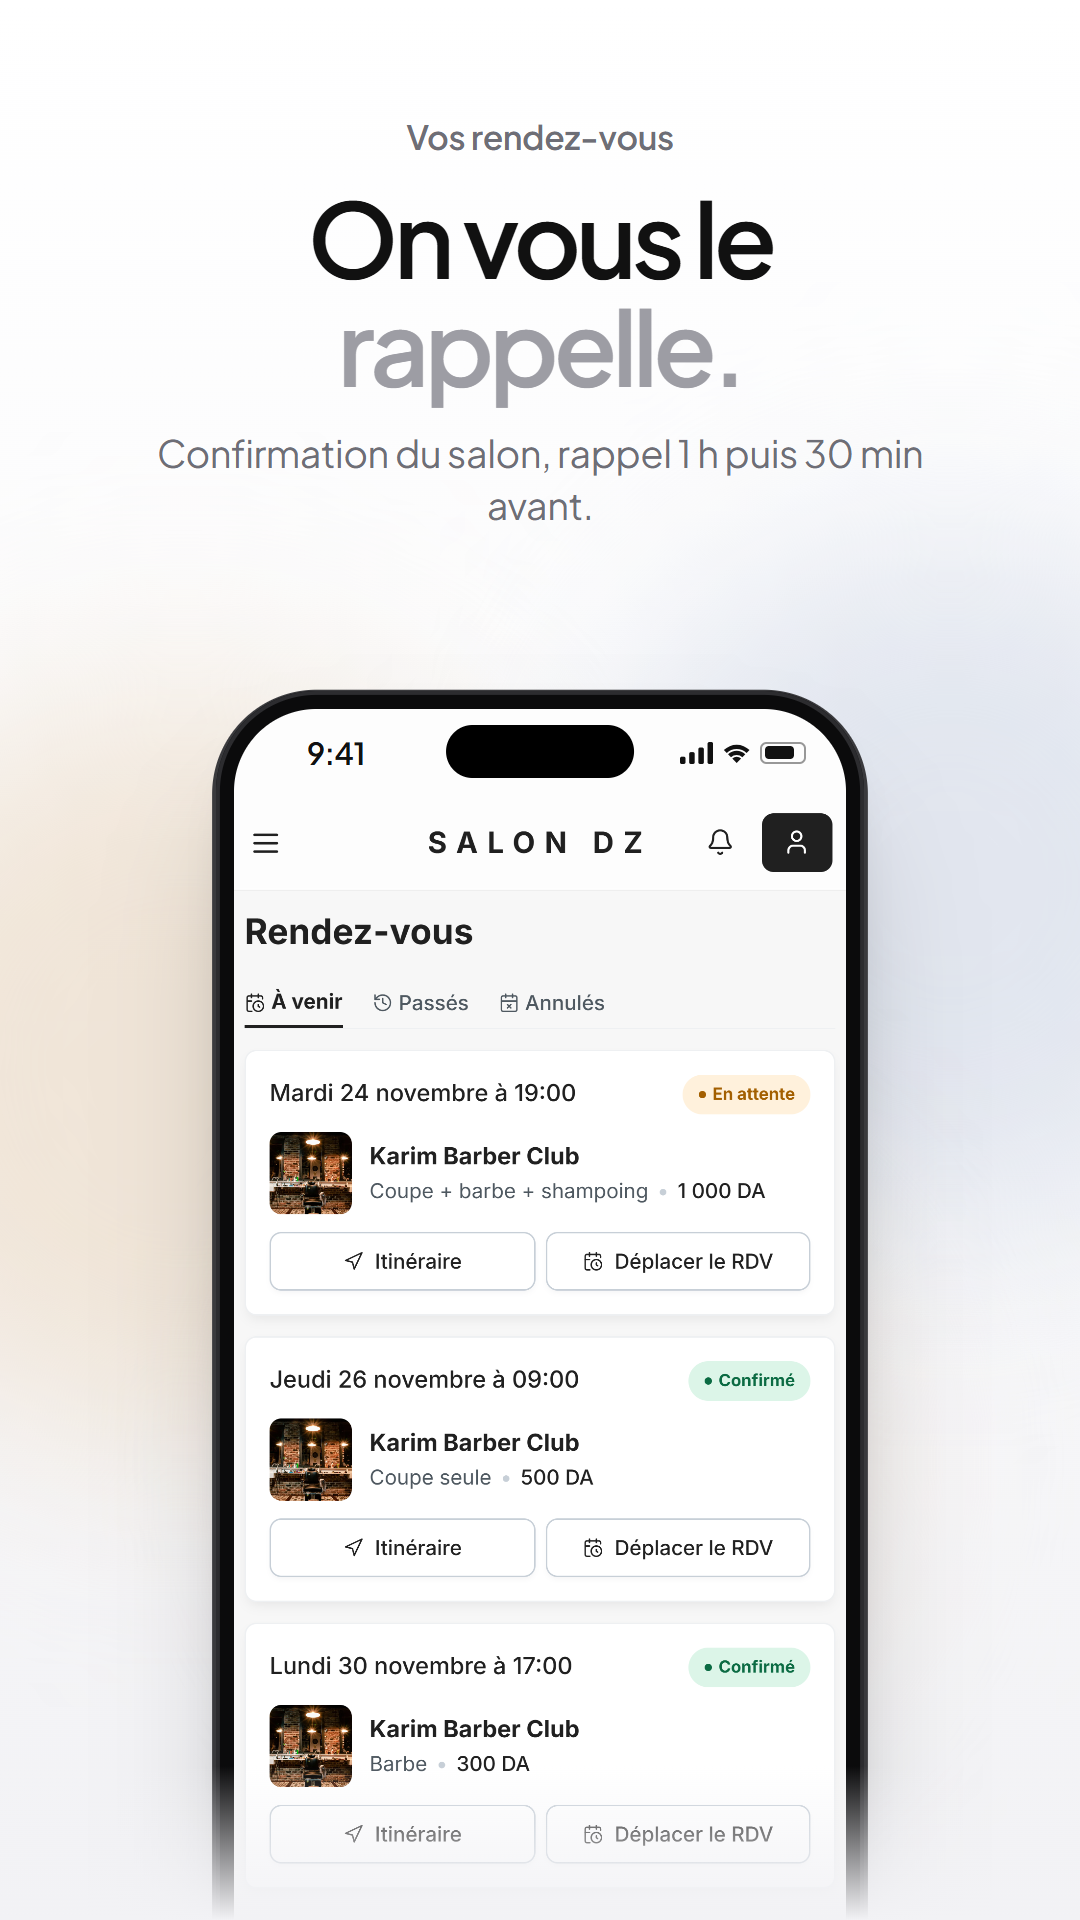 Vos rendez-vous
On vous le
rappelle.
Confirmation du salon, rappel 1 h puis 30 min
avant.
9:41
SALON DZ
Rendez-vous
À venir Passés Annulés
Mardi 24 novembre à 19:00 En attente
Karim Barber Club
Coupe + barbe + shampoing • 1 000 DA
Itinéraire Déplacer le RDV
Jeudi 26 novembre à 09:00 Confirmé
Karim Barber Club
Coupe seule • 500 DA
Itinéraire Déplacer le RDV
Lundi 30 novembre à 17:00 Confirmé
Karim Barber Club
Barbe • 300 DA
Itinéraire Déplacer le RDV